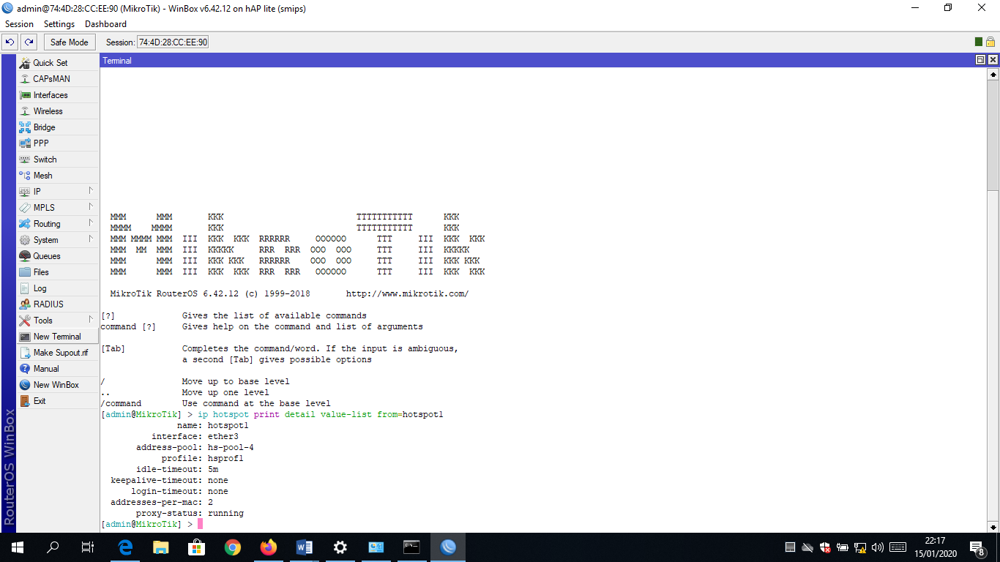 admin@74:4D:28:CC:EE:90 (MikroTik) - WinBox v6.42.12 on hAP lite (smips)
Session Settings Dashboard
Safe Mode Session: 74:4D:28:CC:EE:90
Quick Set
CAPsMAN
Interfaces
Wireless
Bridge
PPP
Switch
Mesh
IP
MPLS
Routing
System
Queues
Files
Log
RADIUS
Tools
New Terminal
Make Supout.rif
Manual
New WinBox
Exit
RouterOS WinBox
Terminal
MMM      MMM       KKK                          TTTTTTTTTTT      KKK
MMMM    MMMM       KKK                          TTTTTTTTTTT      KKK
MMM MMMM MMM  III  KKK  KKK  RRRRRR     OOOOOO      TTT     III  KKK  KKK
MMM  MM  MMM  III  KKKKK     RRR  RRR  OOO  OOO     TTT     III  KKKKK
MMM      MMM  III  KKK KKK   RRRRRR    OOO  OOO     TTT     III  KKK KKK
MMM      MMM  III  KKK  KKK  RRR  RRR   OOOOOO      TTT     III  KKK  KKK
MikroTik RouterOS 6.42.12 (c) 1999-2018       http://www.mikrotik.com/
[?]             Gives the list of available commands
command [?]     Gives help on the command and list of arguments
[Tab]           Completes the command/word. If the input is ambiguous,
a second [Tab] gives possible options
/               Move up to base level
..              Move up one level
/command        Use command at the base level
[admin@MikroTik] > ip hotspot print detail value-list from=hotspot1
name: hotspot1
interface: ether3
address-pool: hs-pool-4
profile: hsprof1
idle-timeout: 5m
keepalive-timeout: none
login-timeout: none
addresses-per-mac: 2
proxy-status: running
[admin@MikroTik] >
22:17
15/01/2020
8